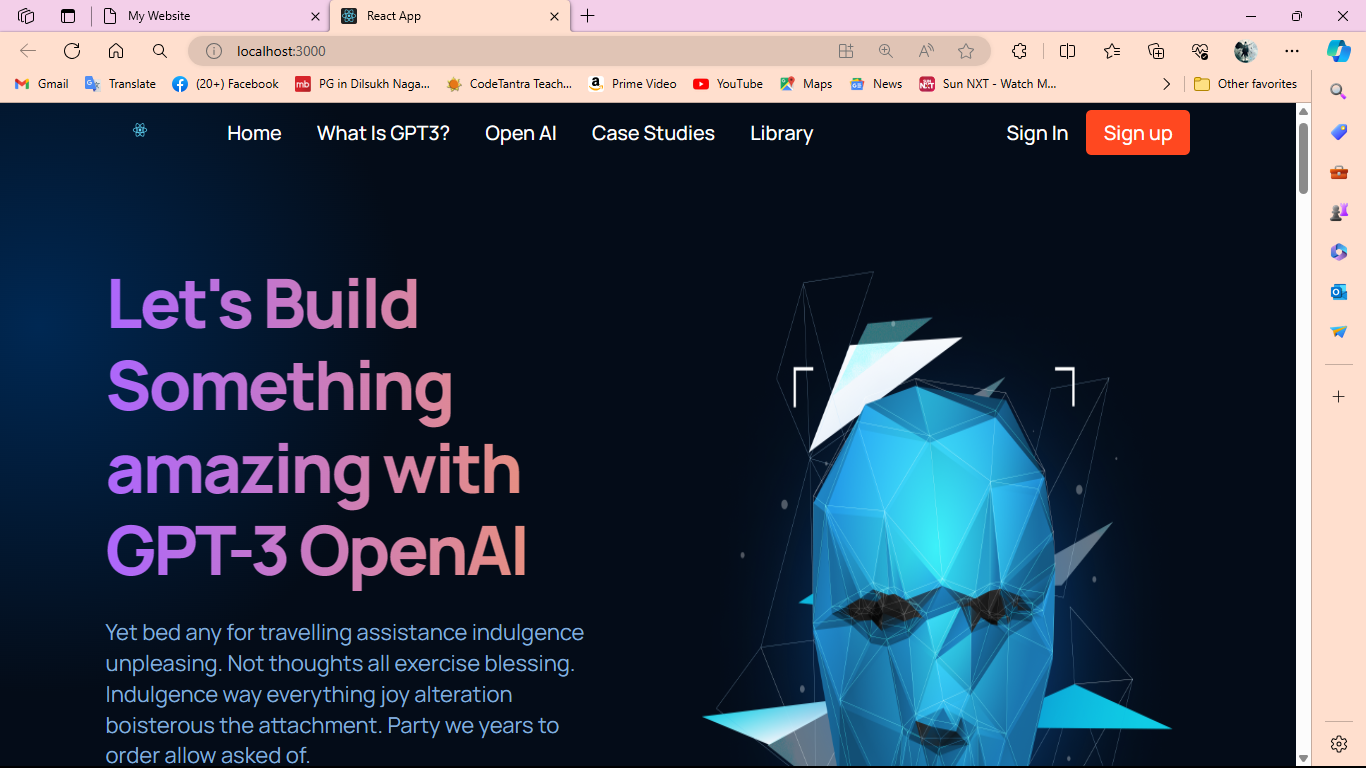 My Website
React App
localhost:3000
Gmail
Translate
(20+) Facebook
PG in Dilsukh Naga...
CodeTantra Teach...
Prime Video
YouTube
Maps
News
Sun NXT - Watch M...
Other favorites
Home
What Is GPT3?
Open AI
Case Studies
Library
Sign In
Sign up
Let's Build
Something
amazing with
GPT-3 OpenAI
Yet bed any for travelling assistance indulgence
unpleasing. Not thoughts all exercise blessing.
Indulgence way everything joy alteration
boisterous the attachment. Party we years to
order allow asked of.